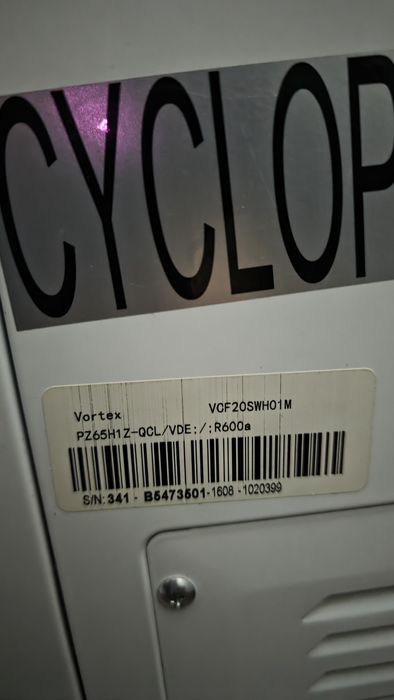 CYCLOP
Vortex VCF20SWH01M
PZ65H1Z-QCL/VDE;/;R600a
S/N: 341 - B5473501-1608 -1020399